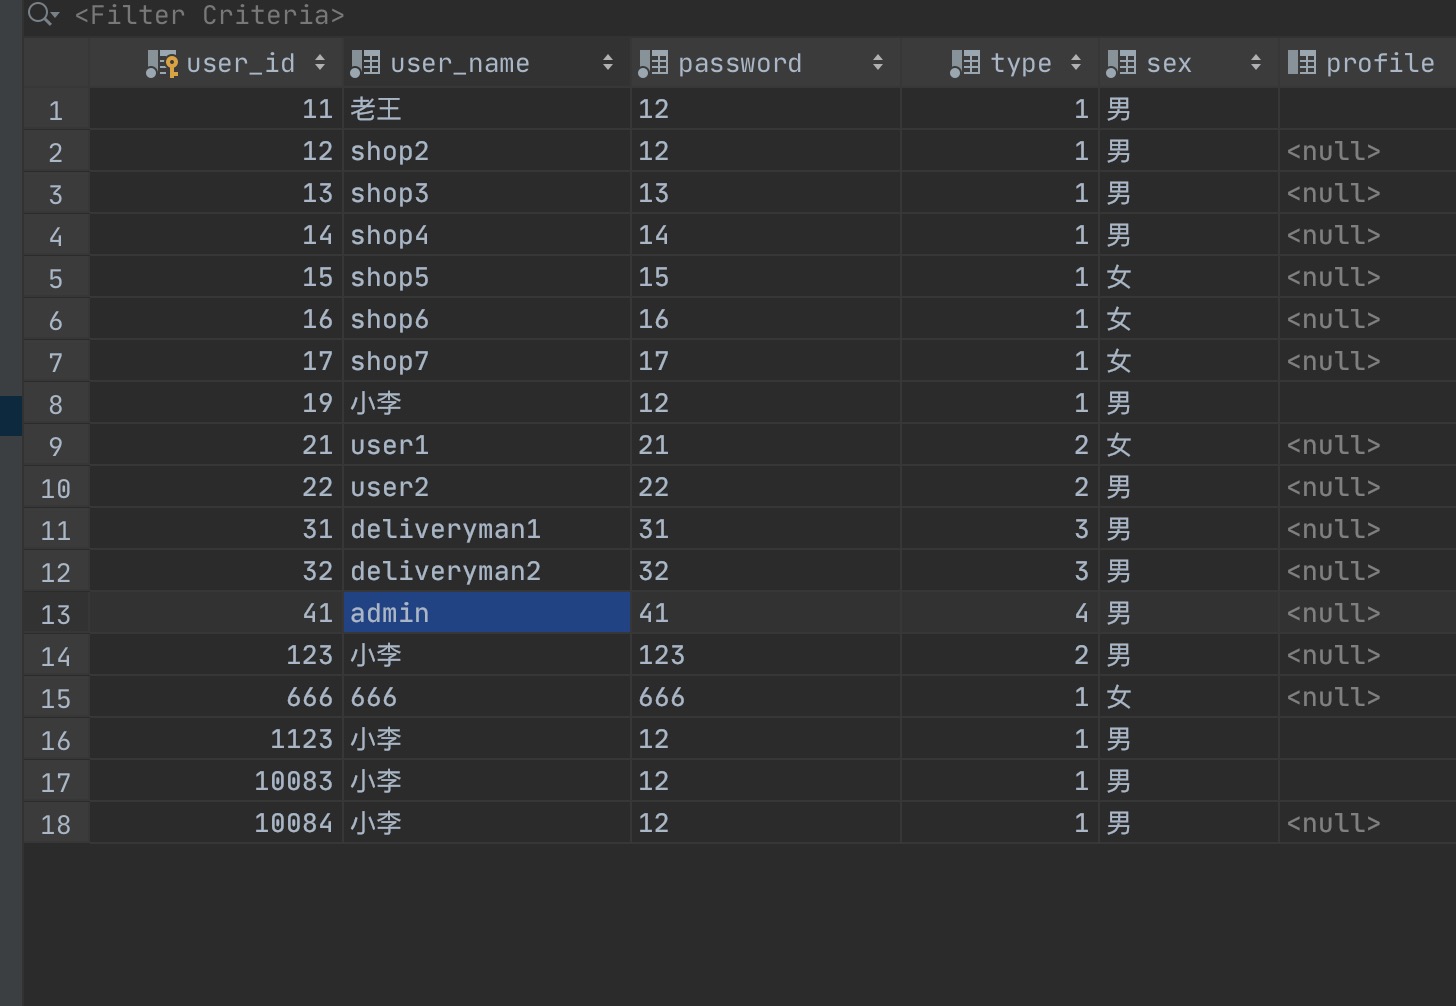 <Filter Criteria>
user_id user_name password type sex profile
1 11 老王 12 1 男
2 12 shop2 12 1 男 <null>
3 13 shop3 13 1 男 <null>
4 14 shop4 14 1 男 <null>
5 15 shop5 15 1 女 <null>
6 16 shop6 16 1 女 <null>
7 17 shop7 17 1 女 <null>
8 19 小李 12 1 男
9 21 user1 21 2 女 <null>
10 22 user2 22 2 男 <null>
11 31 deliveryman1 31 3 男 <null>
12 32 deliveryman2 32 3 男 <null>
13 41 admin 41 4 男 <null>
14 123 小李 123 2 男 <null>
15 666 666 666 1 女 <null>
16 1123 小李 12 1 男
17 10083 小李 12 1 男
18 10084 小李 12 1 男 <null>